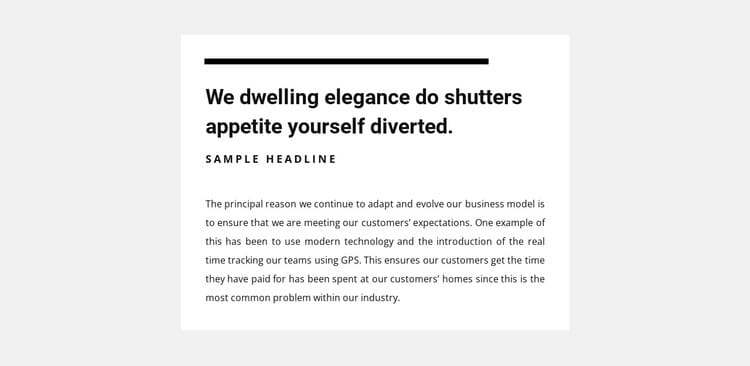 We dwelling elegance do shutters
appetite yourself diverted.
SAMPLE HEADLINE
The principal reason we continue to adapt and evolve our business model is
to ensure that we are meeting our customers’ expectations. One example of
this has been to use modern technology and the introduction of the real
time tracking our teams using GPS. This ensures our customers get the time
they have paid for has been spent at our customers’ homes since this is the
most common problem within our industry.